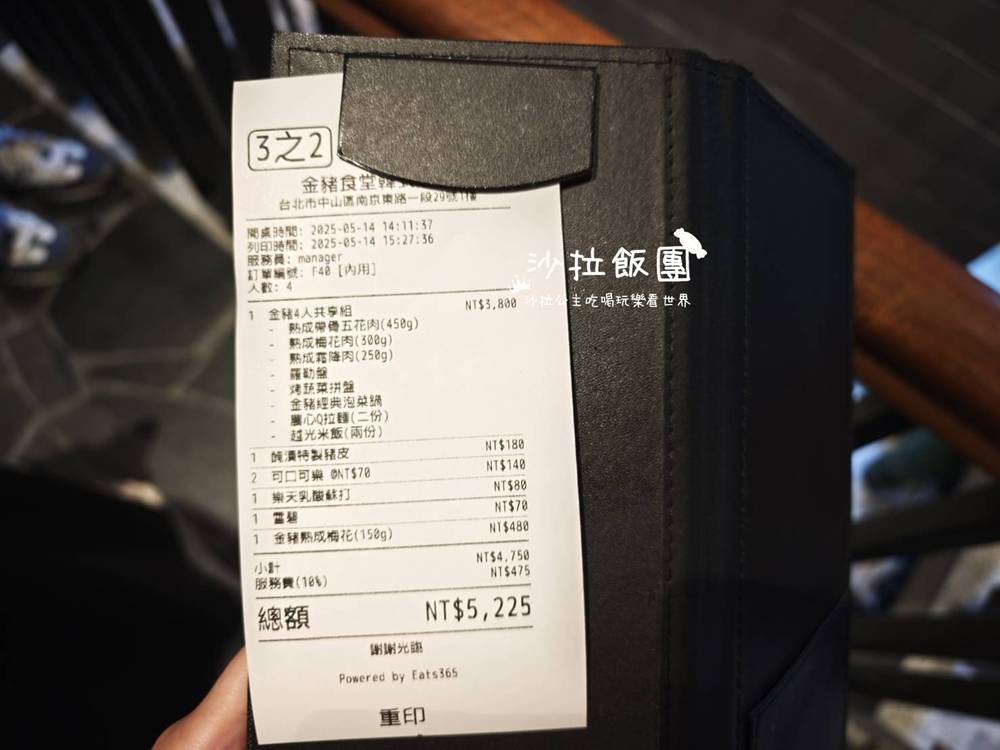 3之2
金豬食堂韓
台北市中山區南京東路一段29號1樓
開桌時間: 2025-05-14 14:11:37
列印時間: 2025-05-14 15:27:36
服務員: manager
訂單編號: F40 [內用]
人數: 4
1 金豬4人共享組 NT$3,800
- 熟成帶骨五花肉(450g)
- 熟成梅花肉(300g)
- 熟成霜降肉(250g)
- 羅勒盤
- 烤蔬菜拼盤
- 金豬經典泡菜鍋
- 農心Q拉麵(二份)
- 越光米飯(兩份)
1 醃漬特製豬皮 NT$180
2 可口可樂 @NT$70 NT$140
1 樂天乳酸蘇打 NT$80
1 雪碧 NT$70
1 金豬熟成梅花(150g) NT$480
小計 NT$4,750
服務費(10%) NT$475
總額 NT$5,225
謝謝光臨
Powered by Eats365
重印
沙拉飯團
沙拉公主吃喝玩樂看世界